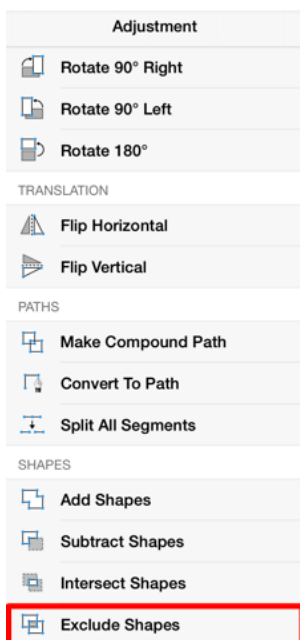 Adjustment
Rotate 90° Right
Rotate 90° Left
Rotate 180°
TRANSLATION
Flip Horizontal
Flip Vertical
PATHS
Make Compound Path
Convert To Path
Split All Segments
SHAPES
Add Shapes
Subtract Shapes
Intersect Shapes
Exclude Shapes